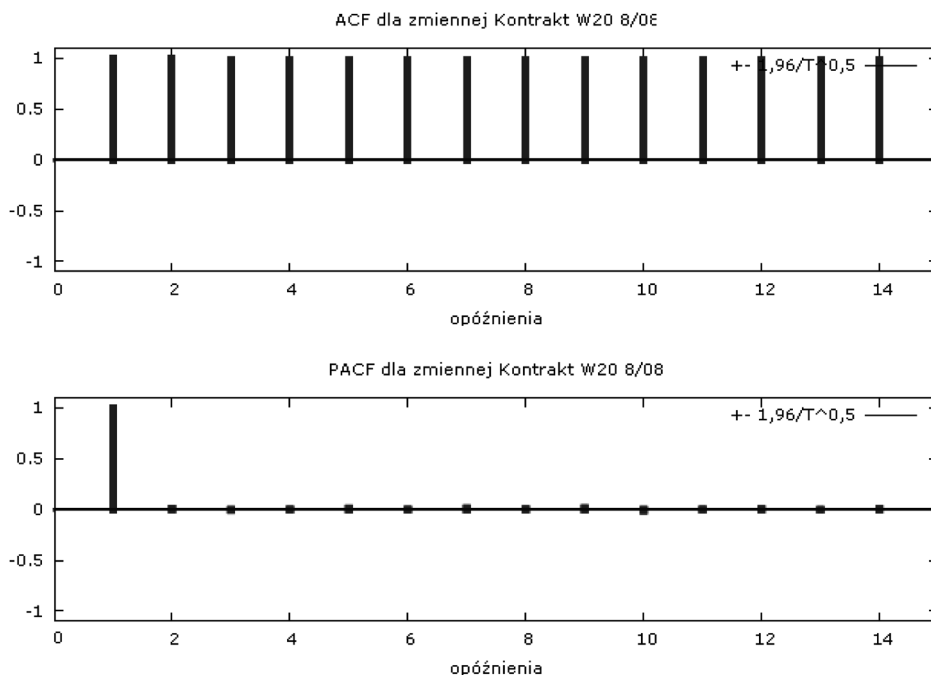 ACF dla zmiennej Kontrakt W20 8/08
+- 1,96/T^0,5
1
0.5
0
-0.5
-1
0 2 4 6 8 10 12 14
opóźnienia
PACF dla zmiennej Kontrakt W20 8/08
+- 1,96/T^0,5
1
0.5
0
-0.5
-1
0 2 4 6 8 10 12 14
opóźnienia